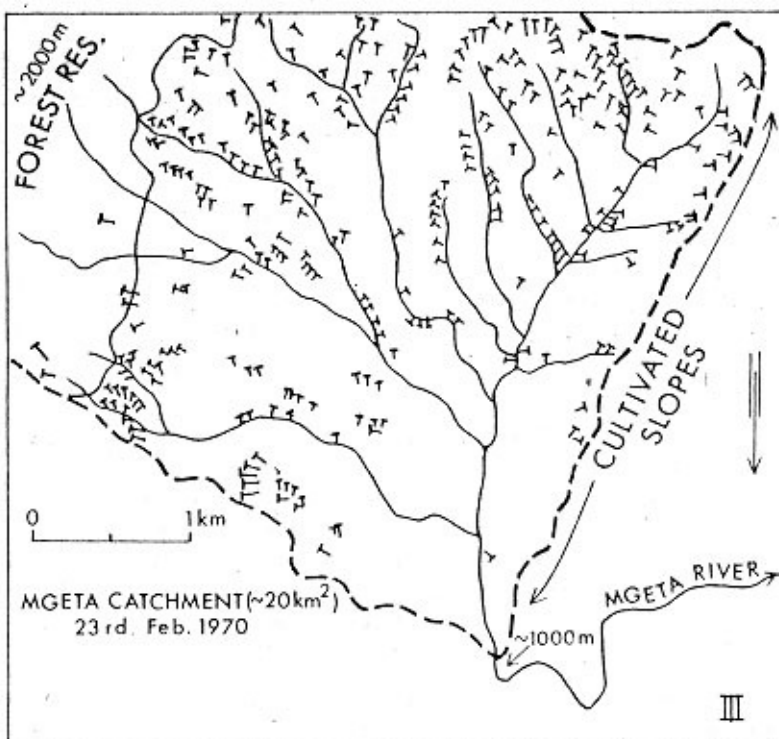 ~2000m
FOREST RES.
CULTIVATED
SLOPES
0 1km
MGETA CATCHMENT (~20km²)
23rd. Feb. 1970
MGETA RIVER
~1000m
III